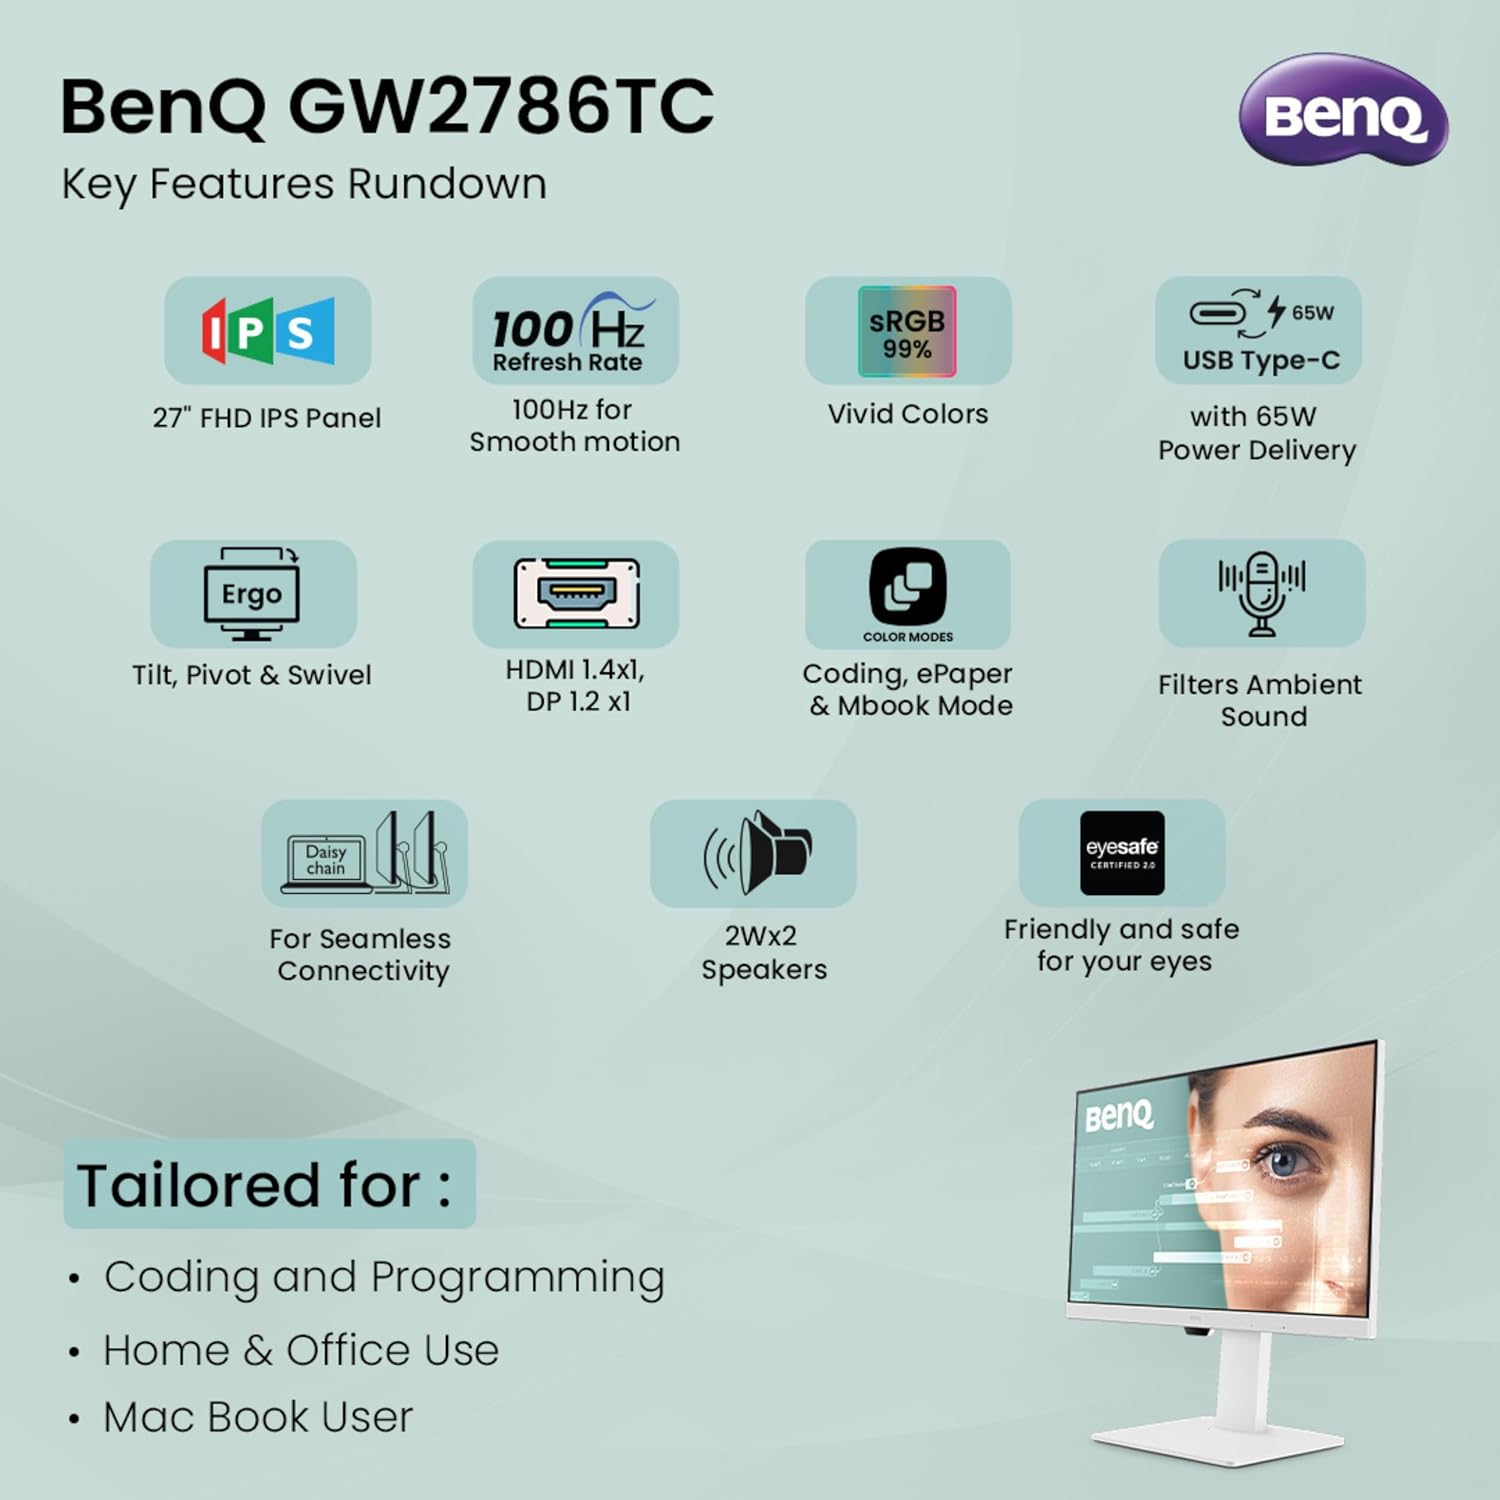 BenQ GW2786TC
Key Features Rundown
BenQ
IPS
100 Hz
Refresh Rate
sRGB
99%
65W
USB Type-C
27" FHD IPS Panel
100Hz for
Smooth motion
Vivid Colors
with 65W
Power Delivery
Ergo
COLOR MODES
Tilt, Pivot & Swivel
HDMI 1.4x1,
DP 1.2 x1
Coding, ePaper
& Mbook Mode
Filters Ambient
Sound
Daisy
chain
eyesafe
CERTIFIED 2.0
For Seamless
Connectivity
2Wx2
Speakers
Friendly and safe
for your eyes
BenQ
Tailored for :
• Coding and Programming
• Home & Office Use
• Mac Book User